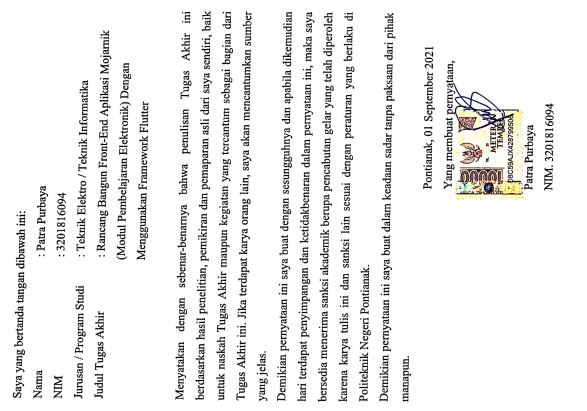 Saya yang bertanda tangan dibawah ini:
Nama : Patra Purbaya
NIM : 3201816094
Jurusan / Program Studi : Teknik Elektro / Teknik Informatika
Judul Tugas Akhir : Rancang Bangun Front-End Aplikasi Mojarnik
(Modul Pembelajaran Elektronik) Dengan
Menggunakan Framework Flutter
Menyatakan dengan sebenar-benarnya bahwa penulisan Tugas Akhir ini
berdasarkan hasil penelitian, pemikiran dan pemaparan asli dari saya sendiri, baik
untuk naskah Tugas Akhir maupun kegiatan yang tercantum sebagai bagian dari
Tugas Akhir ini. Jika terdapat karya orang lain, saya akan mencantumkan sumber
yang jelas.
Demikian pernyataan ini saya buat dengan sesungguhnya dan apabila dikemudian
hari terdapat penyimpangan dan ketidakbenaran dalam pernyataan ini, maka saya
bersedia menerima sanksi akademik berupa pencabutan gelar yang telah diperoleh
karena karya tulis ini dan sanksi lain sesuai dengan peraturan yang berlaku di
Politeknik Negeri Pontianak.
Demikian pernyataan ini saya buat dalam keadaan sadar tanpa paksaan dari pihak
manapun.
Pontianak, 01 September 2021
Yang membuat pernyataan,
10000
METERAI
TEMPEL
Patra Purbaya
NIM. 3201816094